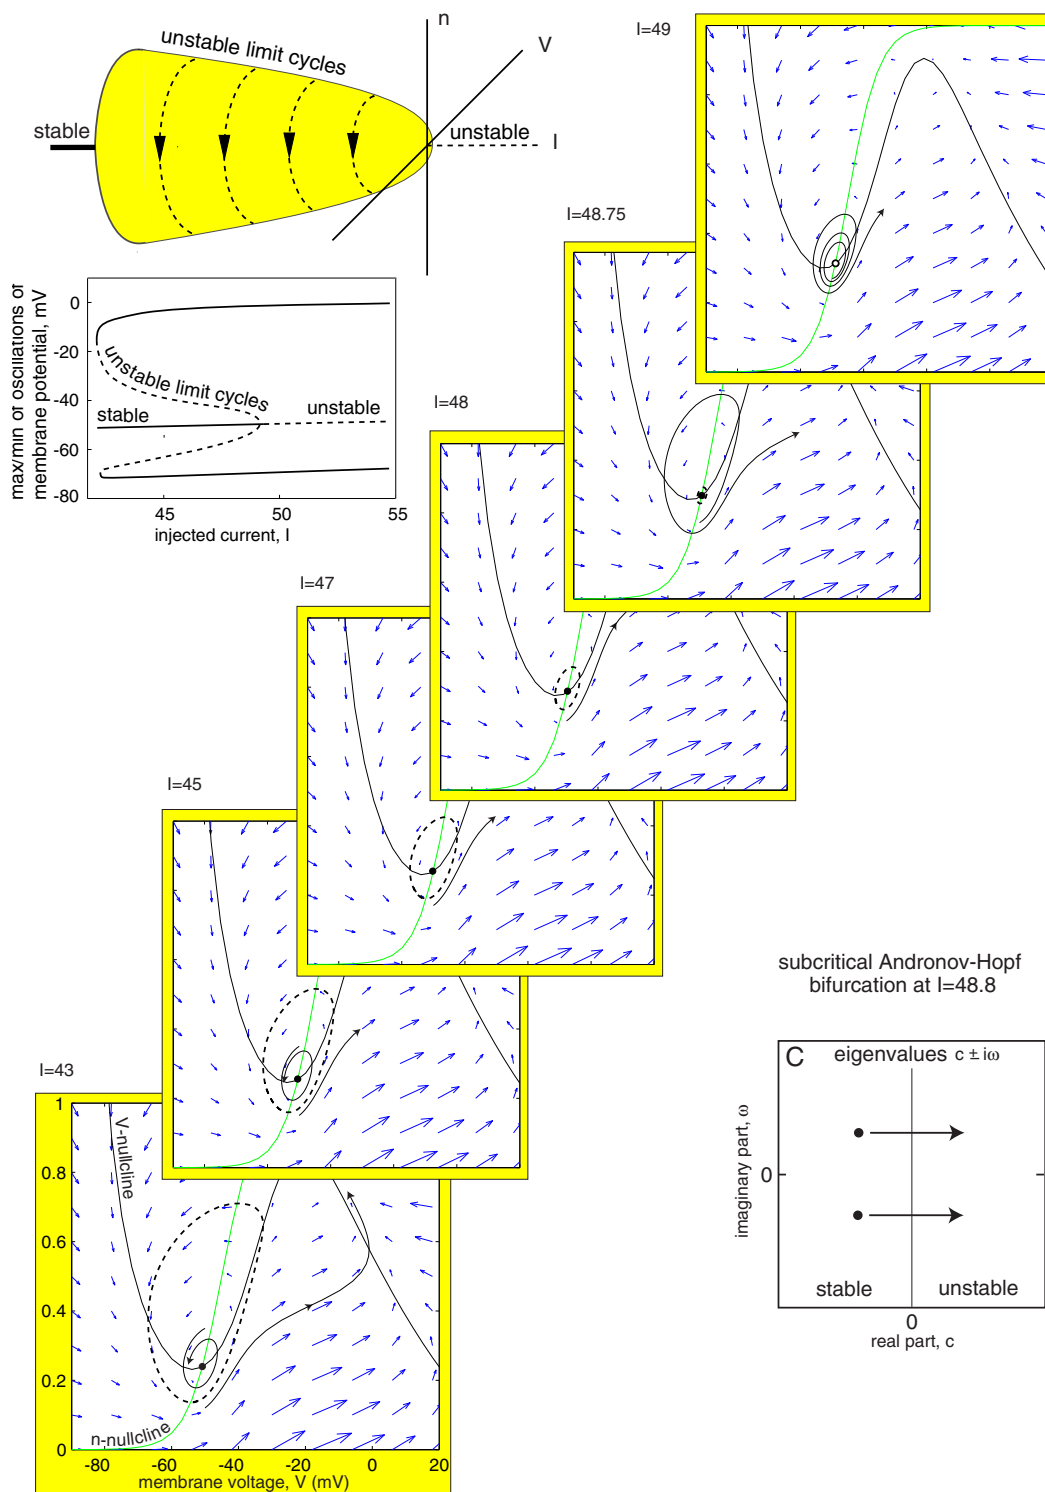 n
V
I
unstable limit cycles
stable
unstable
max/min or oscillations of
membrane potential, mV
0
-20
-40
-60
-80
unstable limit cycles
stable
unstable
45
50
55
injected current, I
I=49
I=48.75
I=48
I=47
I=45
I=43
1
0.8
0.6
0.4
0.2
0
V-nullcline
n-nullcline
-80
-60
-40
-20
0
20
membrane voltage, V (mV)
subcritical Andronov-Hopf
bifurcation at I=48.8
C
eigenvalues c ± iω
imaginary part, ω
0
stable
unstable
0
real part, c